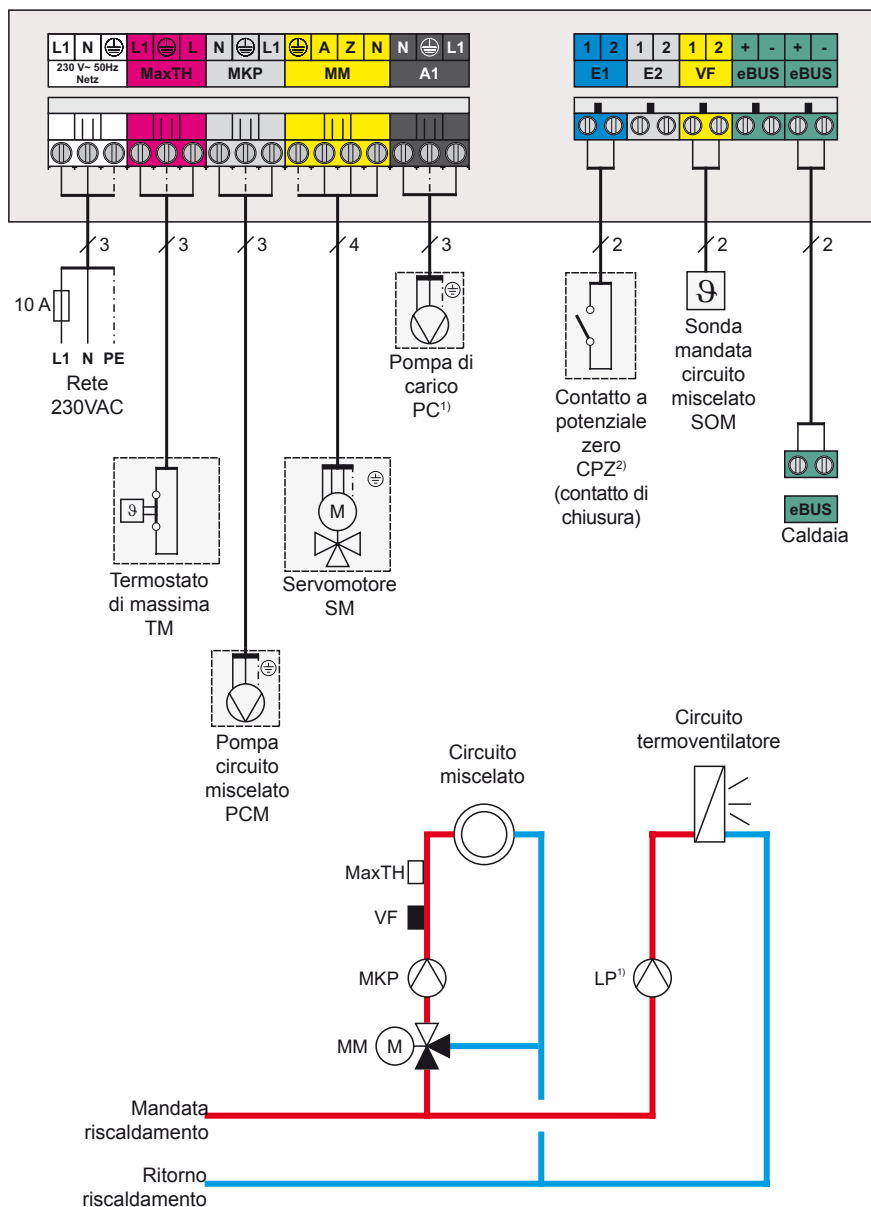 L1 N L1 L N L1 A Z N N L1
230 V~ 50Hz
Netz
MaxTH MKP MM A1
1 2 1 2 1 2 + - + -
E1 E2 VF eBUS eBUS
3 3 3 4 3 2 2 2
10 A
L1 N PE
Rete
230VAC
Pompa di
carico
PC1)
Contatto a
potenziale
zero
CPZ2)
(contatto di
chiusura)
ϑ
Sonda
mandata
circuito
miscelato
SOM
eBUS
Caldaia
ϑ
Termostato
di massima
TM
M
Servomotore
SM
Pompa
circuito
miscelato
PCM
Circuito
miscelato
Circuito
termoventilatore
MaxTH
VF
MKP
LP1)
MM M
Mandata
riscaldamento
Ritorno
riscaldamento